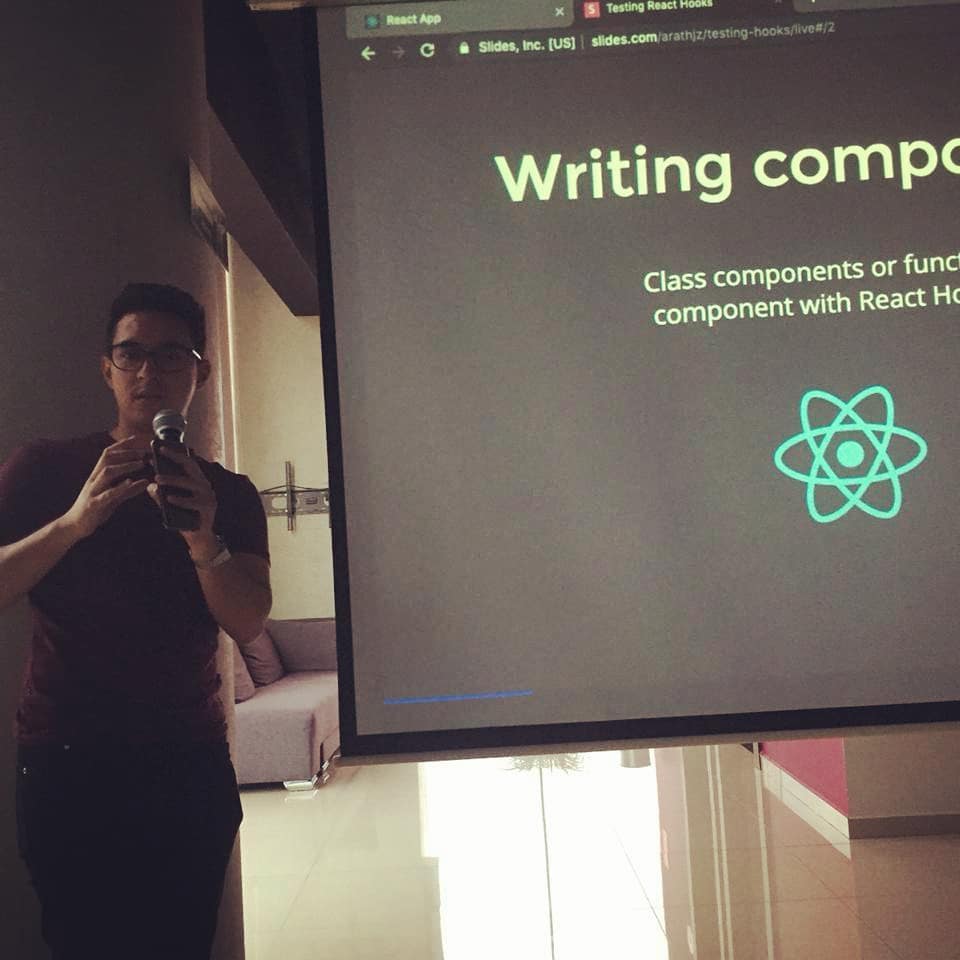 React App
Testing React Hooks
Slides, Inc. [US] slides.com/arathjz/testing-hooks/live#/2
Writing compo
Class components or funct
component with React Ho